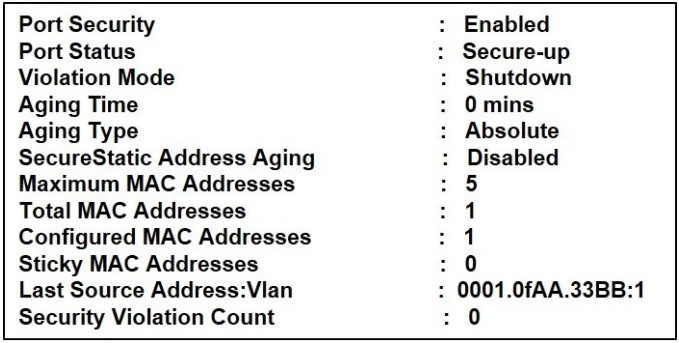 Port Security : Enabled
Port Status : Secure-up
Violation Mode : Shutdown
Aging Time : 0 mins
Aging Type : Absolute
SecureStatic Address Aging : Disabled
Maximum MAC Addresses : 5
Total MAC Addresses : 1
Configured MAC Addresses : 1
Sticky MAC Addresses : 0
Last Source Address:Vlan : 0001.0fAA.33BB:1
Security Violation Count : 0